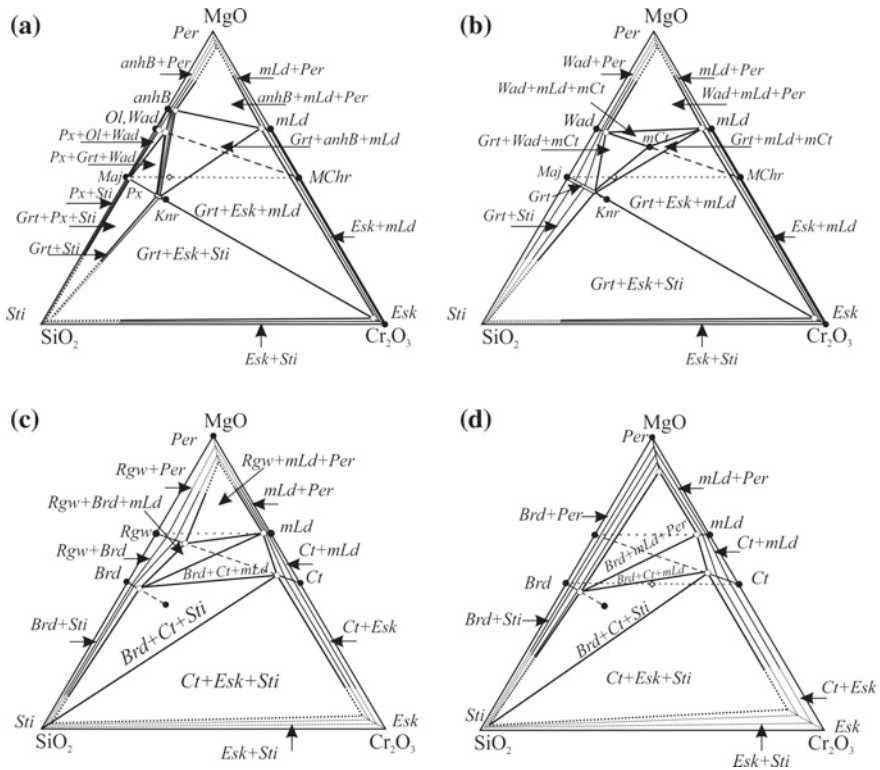 (a)
MgO
Per
anhB+Per
mLd+Per
anhB
anhB+mLd+Per
Ol,Wad
mLd
Px+Ol+Wad
Grt+anhB+mLd
Px+Grt+Wad
Maj
Px
MChr
Px+Sti
Knr
Grt+Esk+mLd
Grt+Px+Sti
Esk+mLd
Grt+Sti
Grt+Esk+Sti
Sti
Esk
SiO2
Cr2O3
Esk+Sti
(b)
MgO
Per
Wad+Per
mLd+Per
Wad+mLd+mCt
Wad+mLd+Per
Wad
mLd
mCt
Grt+Wad+mCt
Grt+mLd+mCt
Maj
MChr
Grt
Knr
Grt+Esk+mLd
Grt+Sti
Esk+mLd
Grt+Esk+Sti
Sti
Esk
SiO2
Cr2O3
Esk+Sti
(c)
MgO
Per
Rgw+Per
Rgw+mLd+Per
Rgw+Brd+mLd
mLd+Per
Rgw
mLd
Rgw+Brd
Ct+mLd
Brd
Brd+Ct+mLd
Ct
Brd+Sti
Brd+Ct+Sti
Ct+Esk
Ct+Esk+Sti
Sti
Esk
SiO2
Cr2O3
Esk+Sti
(d)
MgO
Per
mLd+Per
Brd+Per
Brd+mLd+Per
mLd
Ct+mLd
Brd
Brd+Ct+mLd
Ct
Brd+Sti
Brd+Ct+Sti
Ct+Esk+Sti
Ct+Esk
Sti
Esk
SiO2
Cr2O3
Esk+Sti